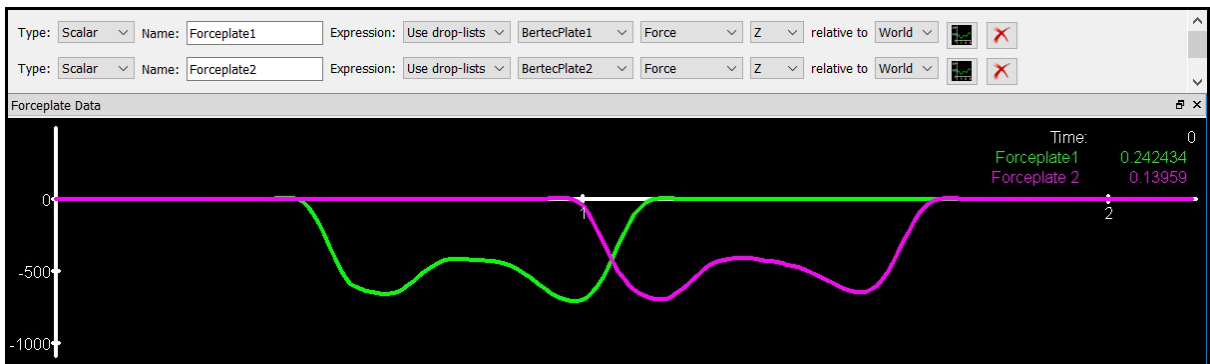 Type: Scalar Name: Forceplate1 Expression: Use drop-lists BertecPlate1 Force Z relative to World
Type: Scalar Name: Forceplate2 Expression: Use drop-lists BertecPlate2 Force Z relative to World
Forceplate Data
Time: 0
Forceplate1 0.242434
Forceplate 2 0.13959
0
1
2
-500
-1000